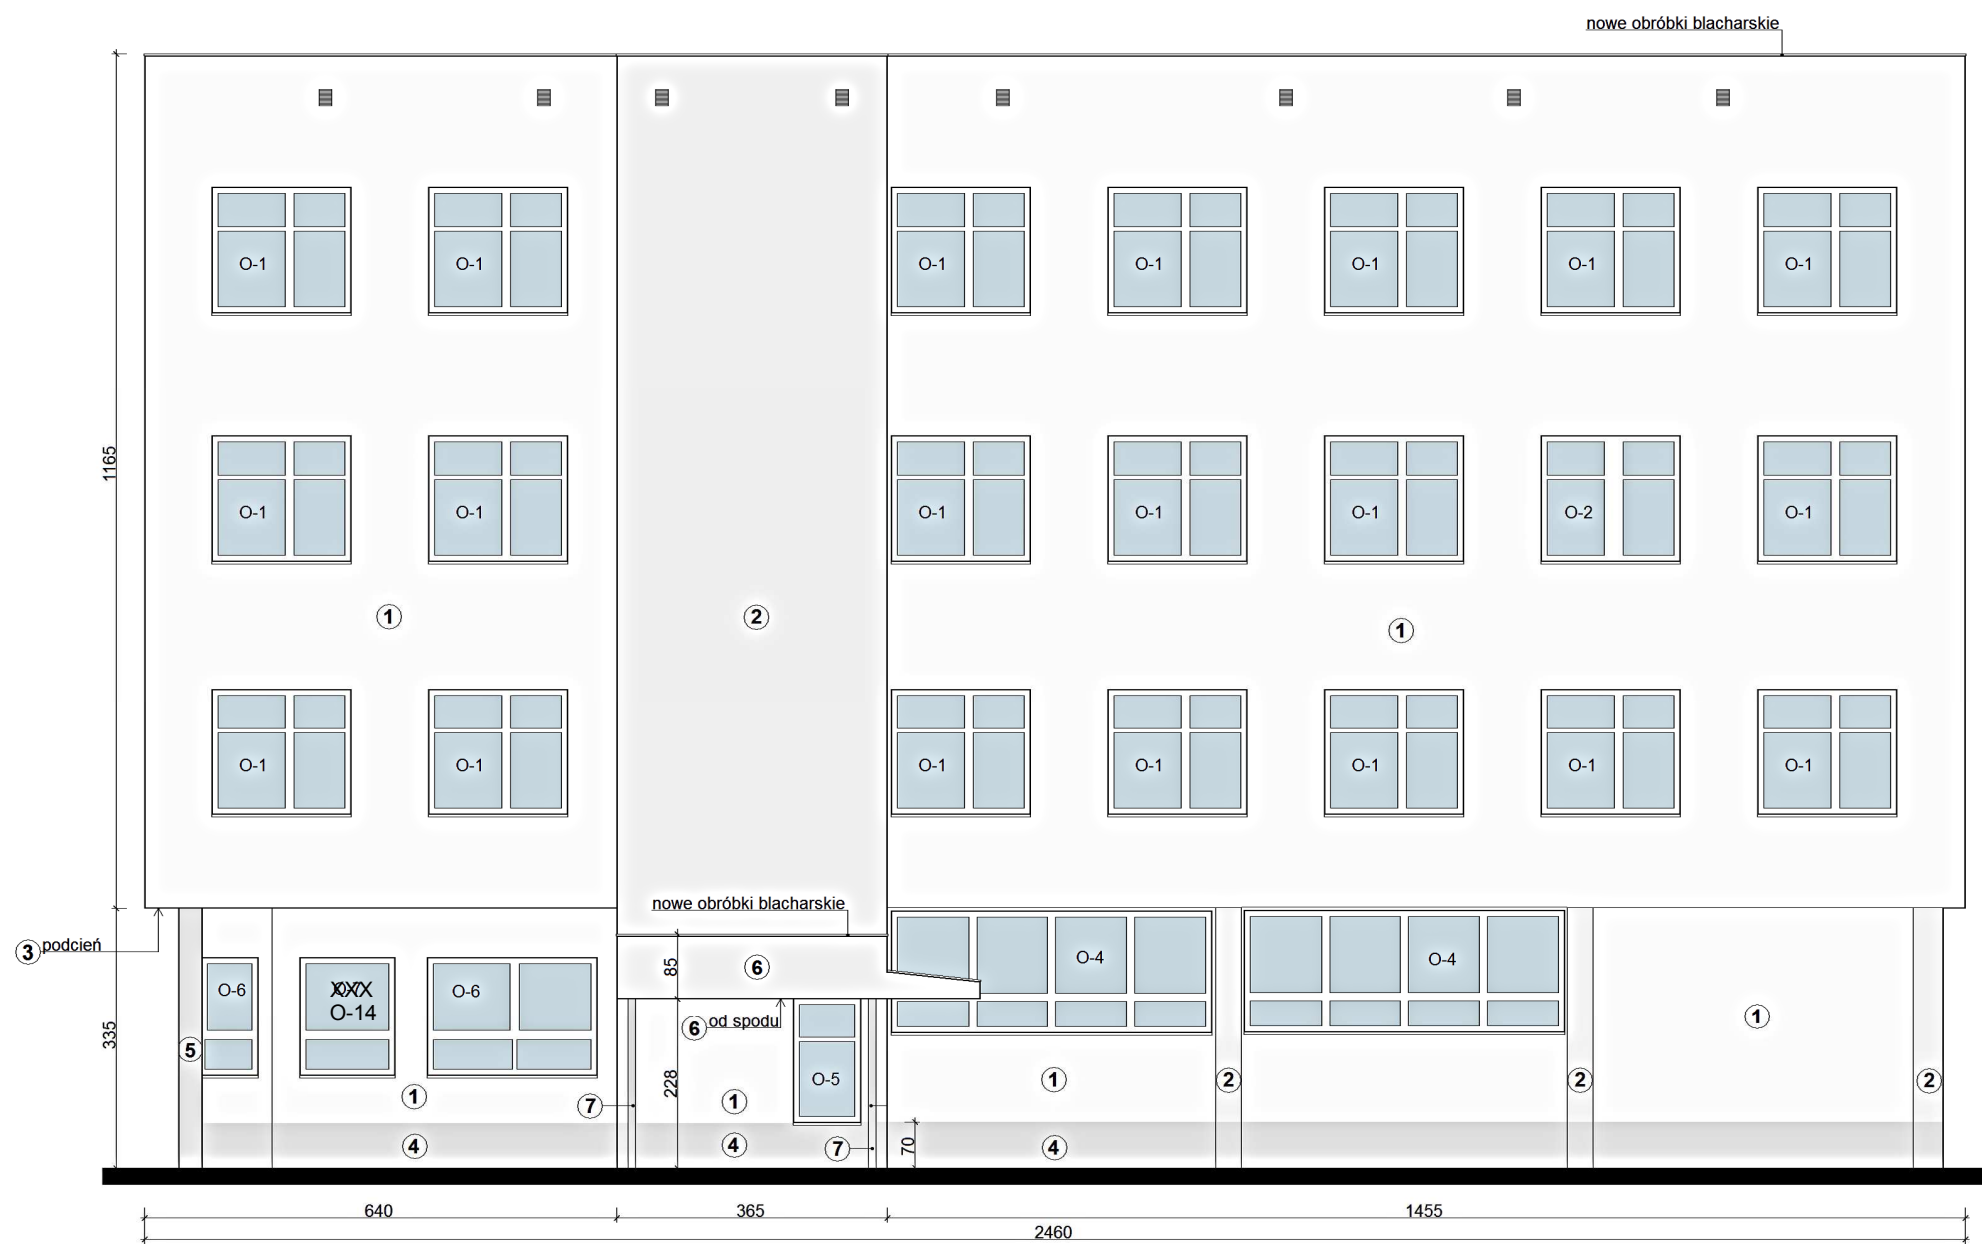 nowe obróbki blacharskie
O-1 O-1 O-1 O-1 O-1 O-1 O-1
1165
O-1 O-1 O-1 O-1 O-1 O-2 O-1
1 2 1
O-1 O-1 O-1 O-1 O-1 O-1 O-1
nowe obróbki blacharskie
3 podcień
85 6 O-4 O-4
O-6 XXX O-6
O-14
6 od spodu 1
335 5
228 O-5 1 2 2 2
1 7 1
4 4 7 70 4
640 365 1455
2460